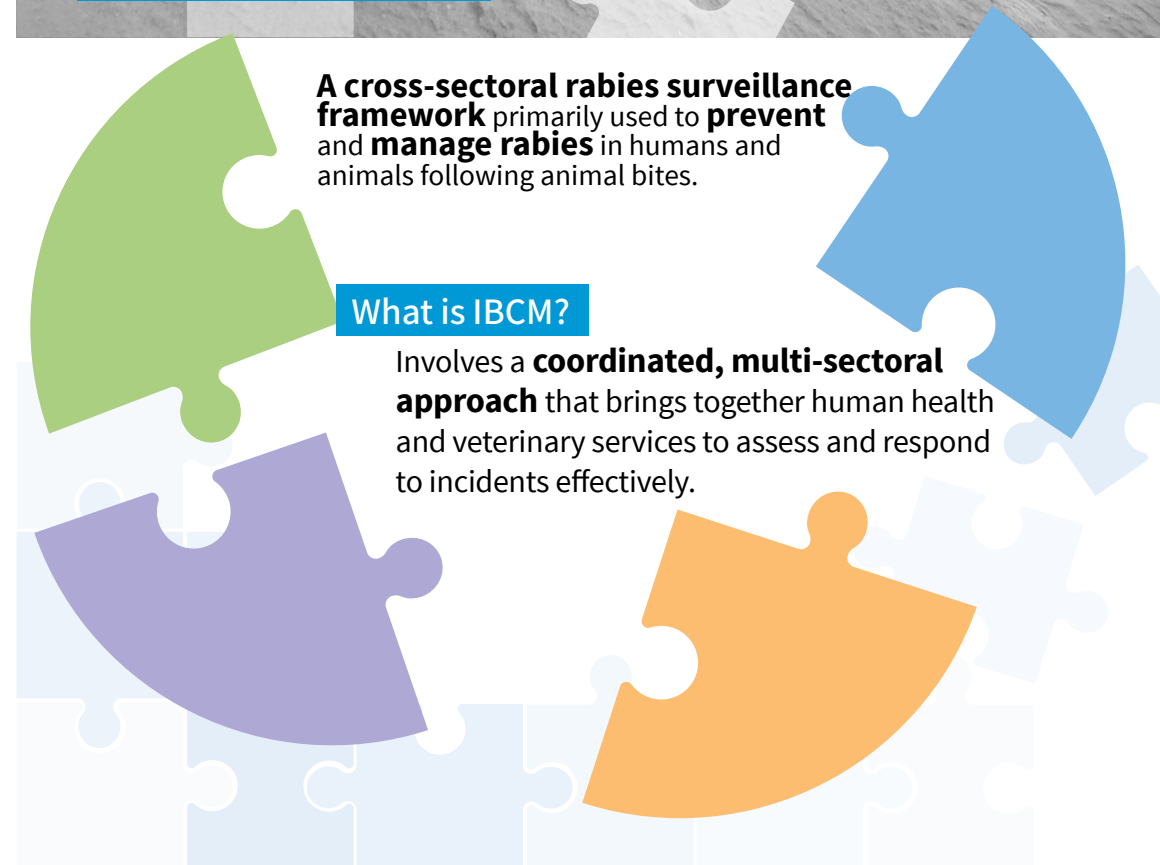 A cross-sectoral rabies surveillance
framework primarily used to prevent
and manage rabies in humans and
animals following animal bites.
What is IBCM?
Involves a coordinated, multi-sectoral
approach that brings together human health
and veterinary services to assess and respond
to incidents effectively.